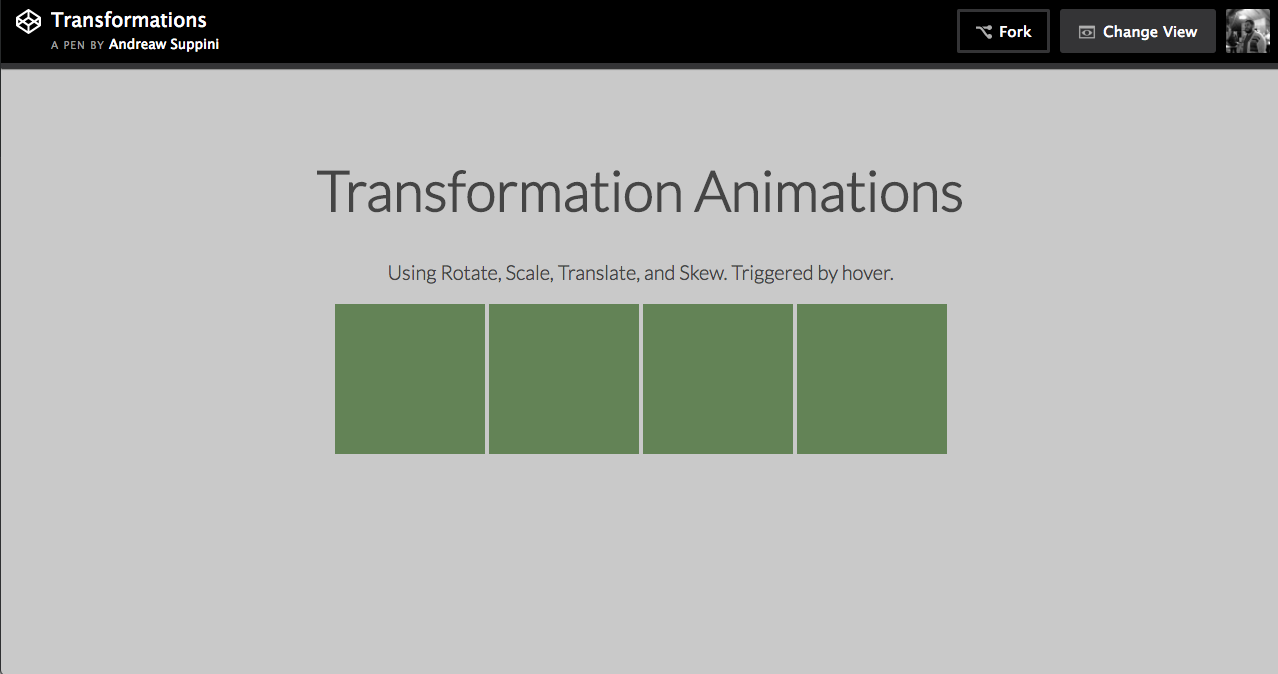 Transformations
A PEN BY Andreaw Suppini
Fork
Change View
Transformation Animations
Using Rotate, Scale, Translate, and Skew. Triggered by hover.